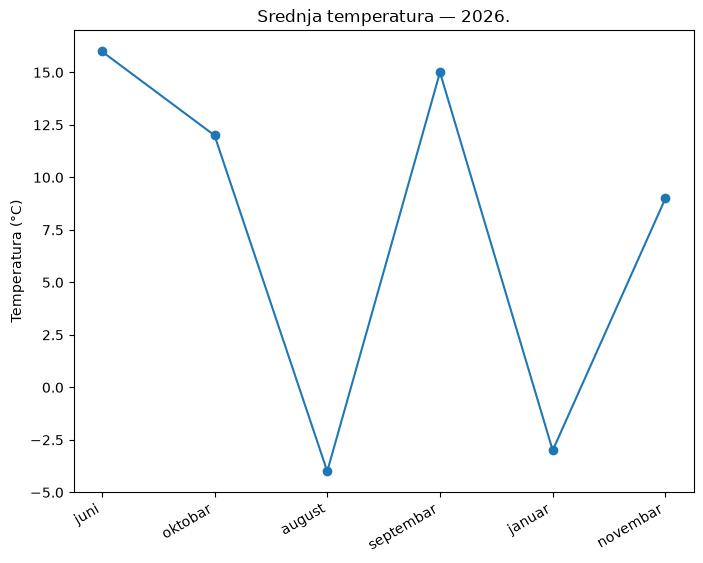 Srednja temperatura — 2026.
Temperatura (°C)
15.0
12.5
10.0
7.5
5.0
2.5
0.0
−2.5
−5.0
juni
oktobar
august
septembar
januar
novembar